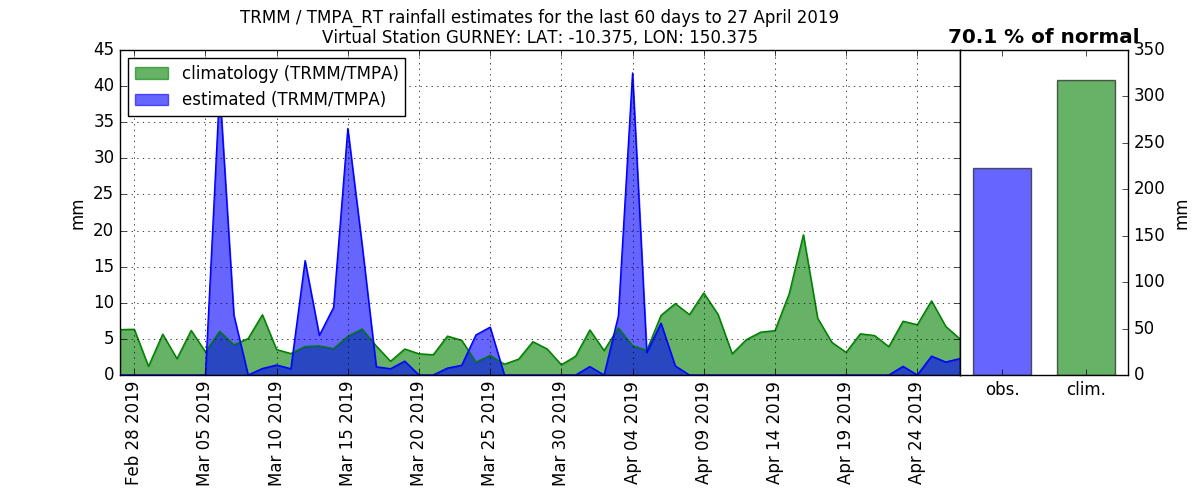 TRMM / TMPA_RT rainfall estimates for the last 60 days to 27 April 2019
Virtual Station GURNEY: LAT: -10.375, LON: 150.375
70.1 % of normal
climatology (TRMM/TMPA)
estimated (TRMM/TMPA)
45
40
35
30
25
20
15
10
5
0
mm
350
300
250
200
150
100
50
0
mm
obs.
clim.
Feb 28 2019
Mar 05 2019
Mar 10 2019
Mar 15 2019
Mar 20 2019
Mar 25 2019
Mar 30 2019
Apr 04 2019
Apr 09 2019
Apr 14 2019
Apr 19 2019
Apr 24 2019